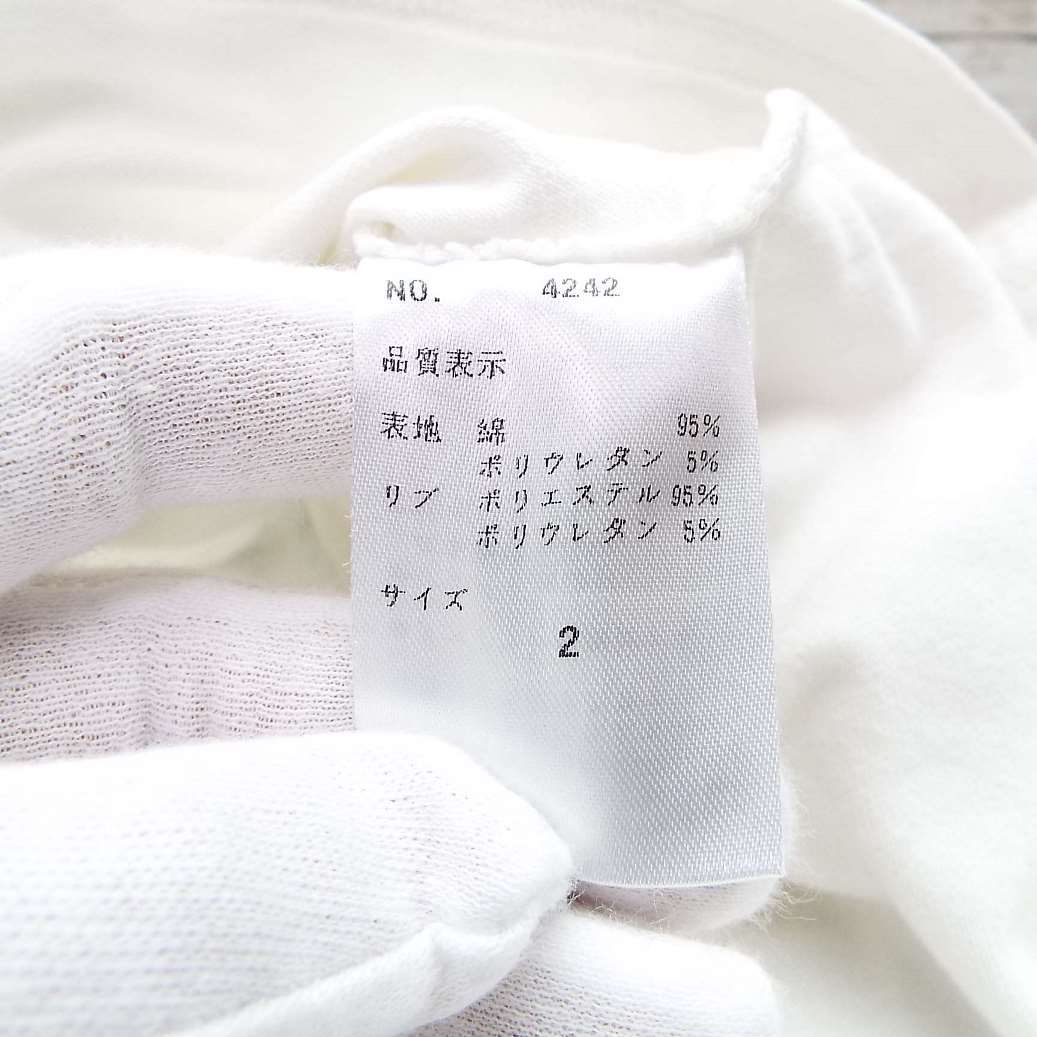 NO. 4242
品質表示
表地 綿 95%
ポリウレタン 5%
リブ ポリエステル 95%
ポリウレタン 5%
サイズ
2